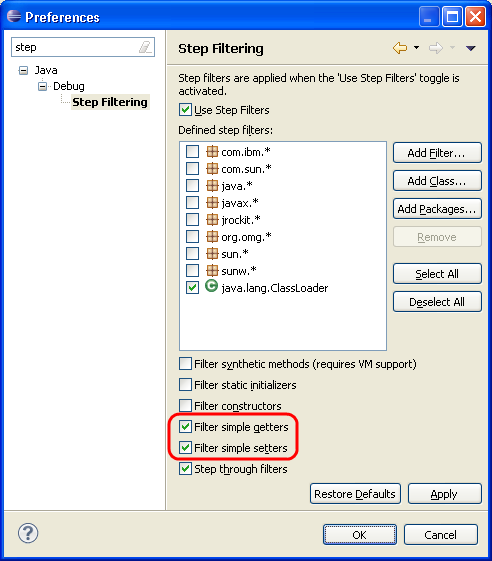 Preferences
step
Step Filtering
Java
Debug
Step Filtering
Step filters are applied when the 'Use Step Filters' toggle is
activated.
Use Step Filters
Defined step filters:
com.ibm.*
com.sun.*
java.*
javax.*
jrockit.*
org.omg.*
sun.*
sunw.*
java.lang.ClassLoader
Add Filter...
Add Class...
Add Packages...
Remove
Select All
Deselect All
Filter synthetic methods (requires VM support)
Filter static initializers
Filter constructors
Filter simple getters
Filter simple setters
Step through filters
Restore Defaults
Apply
?
OK
Cancel